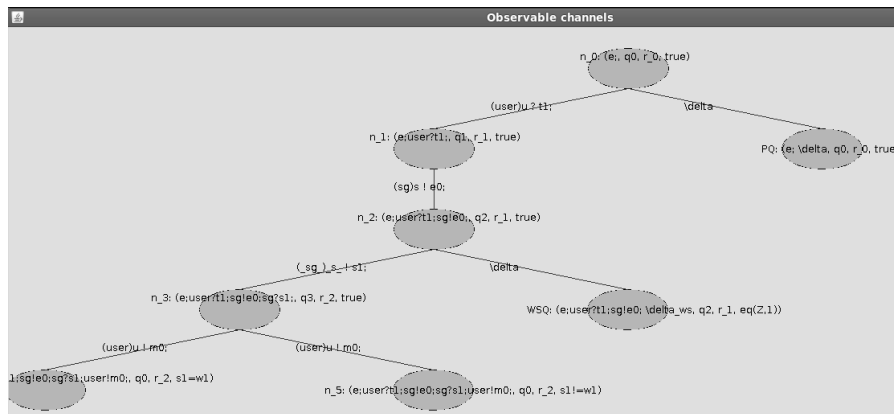 Observable channels
n_0: (e;, q0, r_0, true)
(user)u ? t1;
\delta
n_1: (e;user?t1;, q1, r_1, true)
PQ: (e; \delta, q0, r_0, true
(sg)s ! e0;
n_2: (e;user?t1;sg!e0;, q2, r_1, true)
(_sg_)_s_! s1;
\delta
n_3: (e;user?t1;sg!e0;sg?s1;, q3, r_2, true)
WSQ: (e;user?t1;sg!e0; \delta_ws, q2, r_1, eq(Z,1))
(user)u ! m0;
(user)u ! m0;
1;sg!e0;sg?s1;user!m0;, q0, r_2, s1=w1)
n_5: (e;user?t1;sg!e0;sg?s1;user!m0;, q0, r_2, s1!=w1)